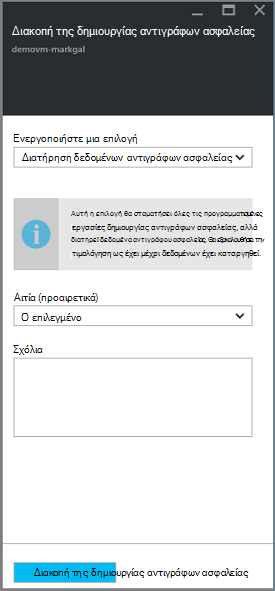 Διακοπή της δημιουργίας αντιγράφων ασφαλείας
demovm-markgal
Ενεργοποιήστε μια επιλογή
Διατήρηση δεδομένων αντιγράφων ασφαλείας
Αυτή η επιλογή θα σταματήσει όλες τις προγραμματισμένες
εργασίες δημιουργίας αντιγράφων ασφαλείας, αλλά
διατηρεί δεδομένα αντιγράφου ασφαλείας. Θα εξακολουθήσει την
τιμολόγηση ως έχει μέχρι δεδομένων έχει καταργηθεί.
Αιτία (προαιρετικά)
Ο επιλεγμένο
Σχόλια
Διακοπή της δημιουργίας αντιγράφων ασφαλείας